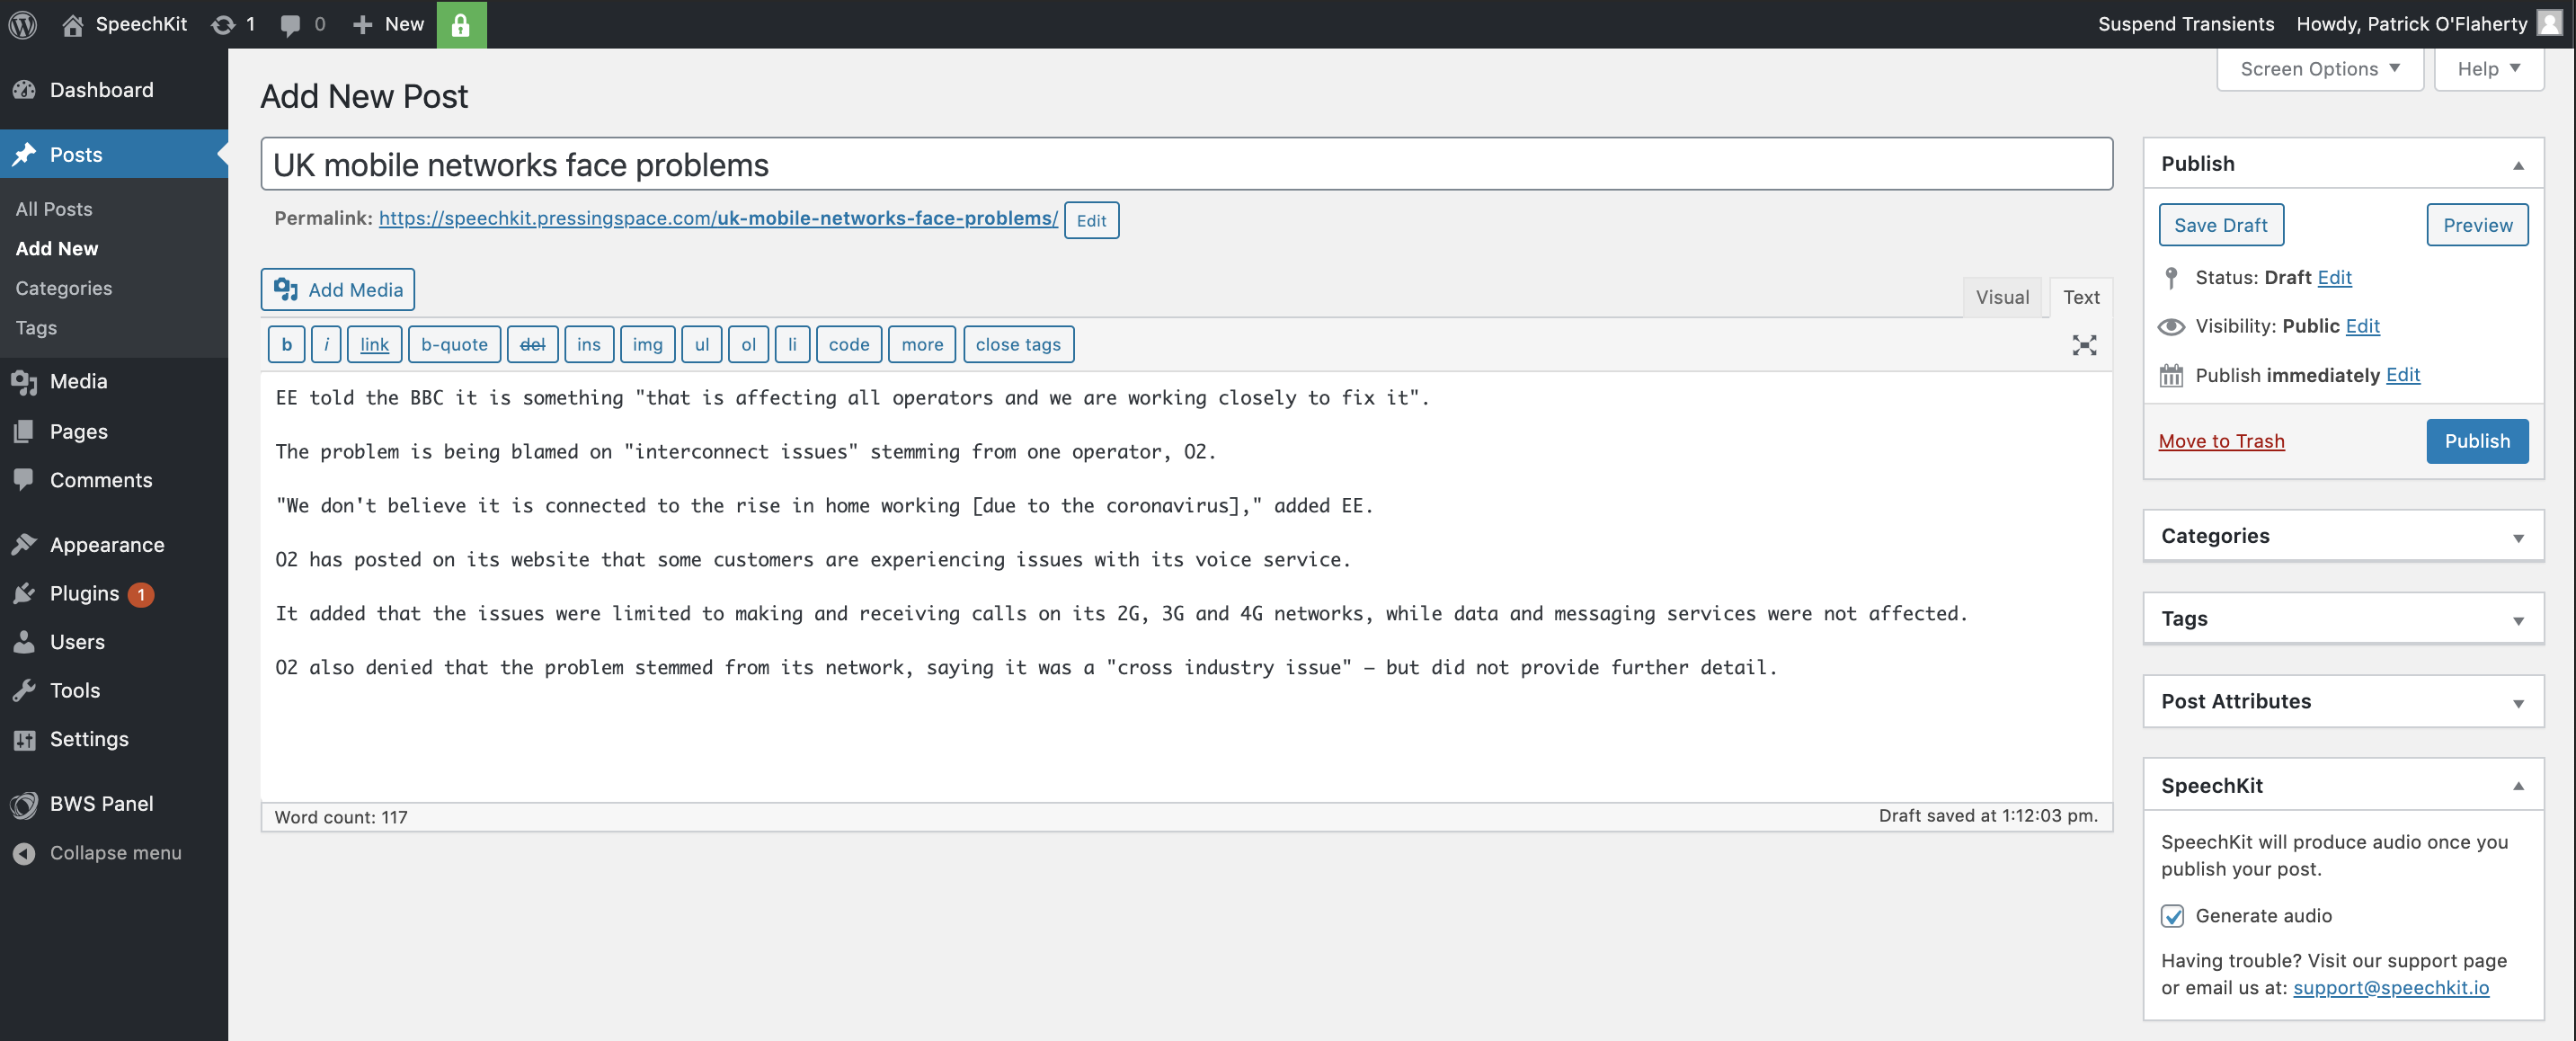 SpeechKit 1 0 New Suspend Transients Howdy, Patrick O'Flaherty
Screen Options Help
Dashboard
Posts
All Posts
Add New
Categories
Tags
Media
Pages
Comments
Appearance
Plugins 1
Users
Tools
Settings
BWS Panel
Collapse menu
Add New Post
UK mobile networks face problems
Permalink: https://speechkit.pressingspace.com/uk-mobile-networks-face-problems/ Edit
Add Media
Visual Text
b i link b-quote del ins img ul ol li code more close tags
EE told the BBC it is something "that is affecting all operators and we are working closely to fix it".
The problem is being blamed on "interconnect issues" stemming from one operator, O2.
"We don't believe it is connected to the rise in home working [due to the coronavirus]," added EE.
O2 has posted on its website that some customers are experiencing issues with its voice service.
It added that the issues were limited to making and receiving calls on its 2G, 3G and 4G networks, while data and messaging services were not affected.
O2 also denied that the problem stemmed from its network, saying it was a "cross industry issue" – but did not provide further detail.
Word count: 117 Draft saved at 1:12:03 pm.
Publish
Save Draft Preview
Status: Draft Edit
Visibility: Public Edit
Publish immediately Edit
Move to Trash Publish
Categories
Tags
Post Attributes
SpeechKit
SpeechKit will produce audio once you
publish your post.
Generate audio
Having trouble? Visit our support page
or email us at: support@speechkit.io